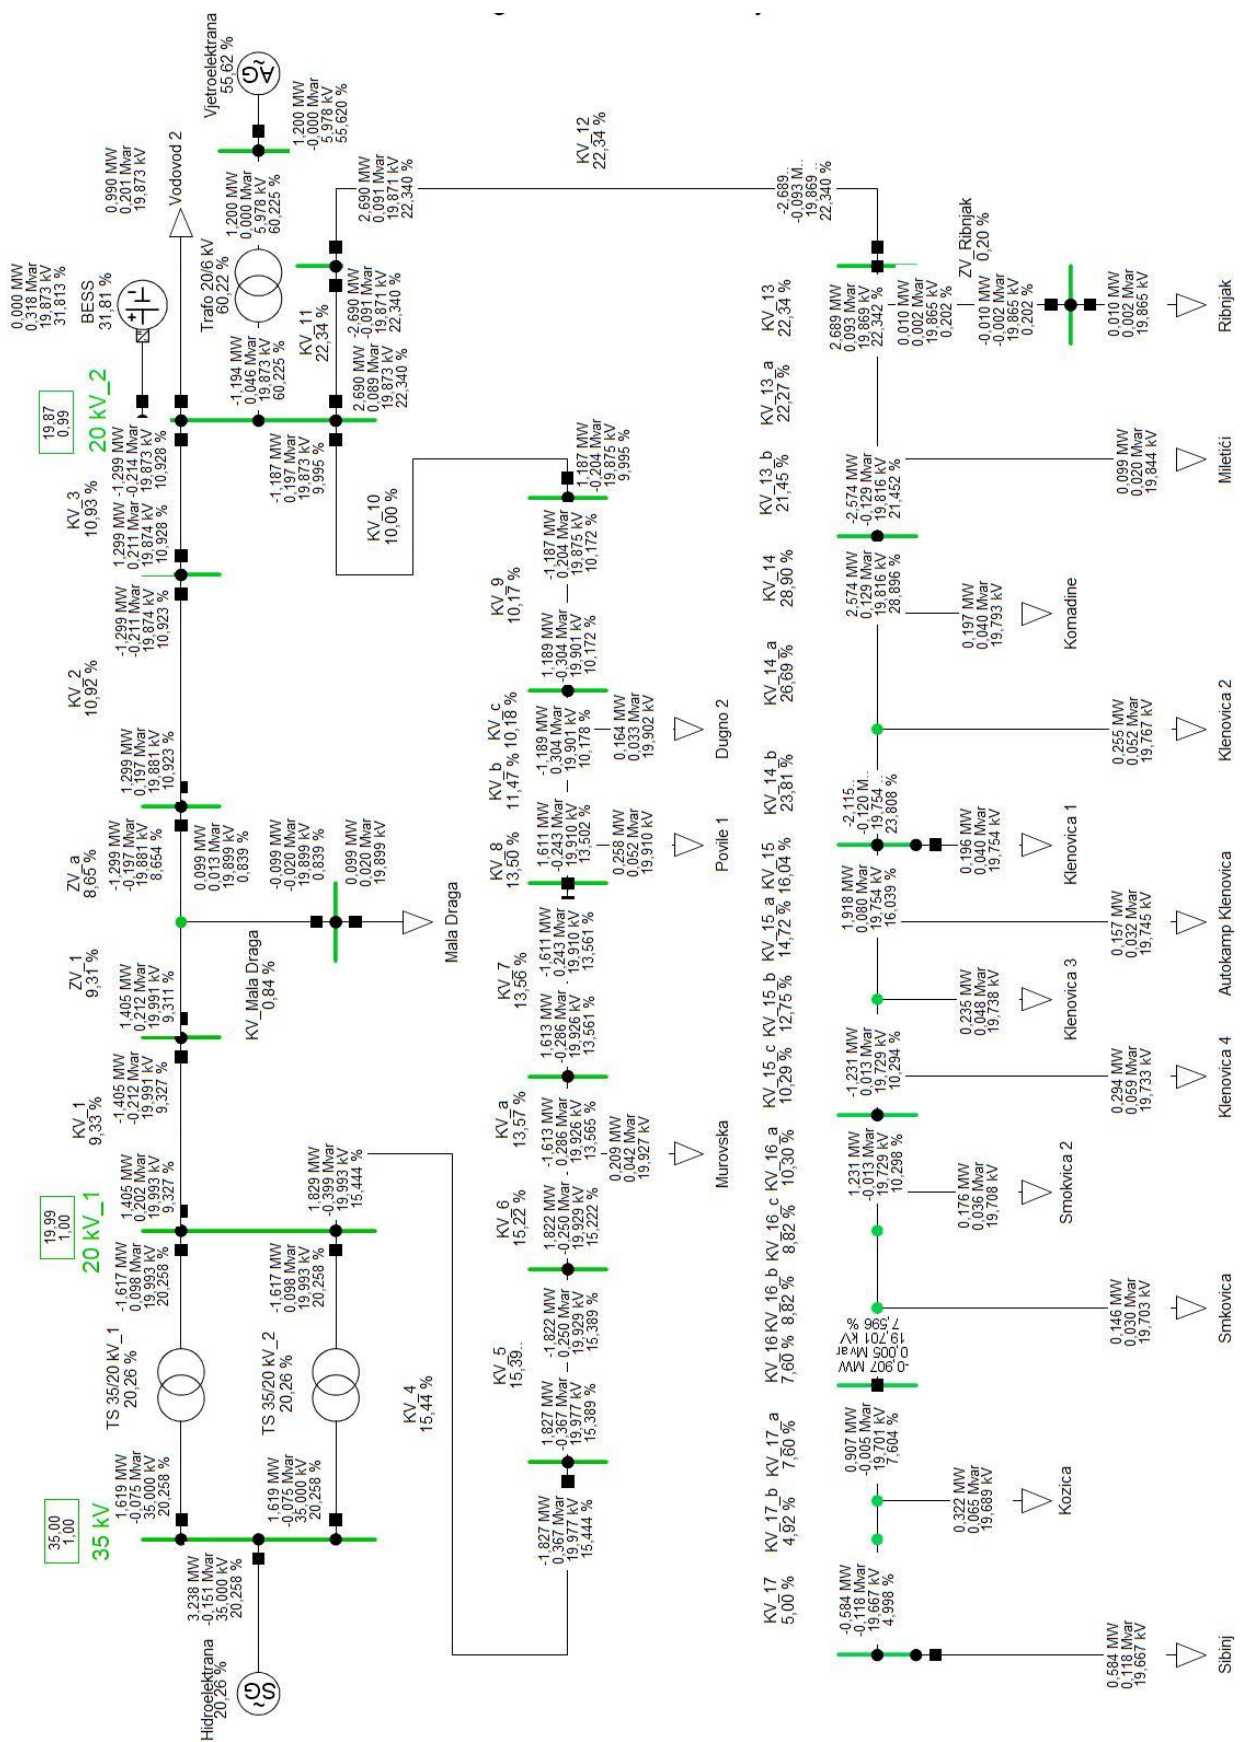 35,00
1,00
35 kV
Hidroelektrana
20,26 %
3,238 MW
-0,151 Mvar
35,000 kV
20,258 %
1,619 MW
-0,075 Mvar
35,000 kV
20,258 %
TS 35/20 kV_1
20,26 %
-1,617 MW
0,098 Mvar
19,993 kV
20,258 %
1,619 MW
-0,075 Mvar
35,000 kV
20,258 %
TS 35/20 kV_2
20,26 %
-1,617 MW
0,098 Mvar
19,993 kV
20,258 %
19,99
1,00
20 kV_1
1,405 MW
0,202 Mvar
19,993 kV
9,327 %
KV_1
9,33 %
-1,405 MW
-0,212 Mvar
19,991 kV
9,327 %
1,405 MW
0,212 Mvar
19,991 kV
9,311 %
ZV_1
9,31 %
KV_Mala Draga
0,84 %
0,099 MW
0,013 Mvar
19,899 kV
0,839 %
-0,099 MW
-0,020 Mvar
19,899 kV
0,839 %
0,099 MW
0,020 Mvar
19,899 kV
Mala Draga
ZV_a
8,65 %
-1,299 MW
-0,197 Mvar
19,881 kV
8,654 %
1,299 MW
0,197 Mvar
19,881 kV
10,923 %
KV_2
10,92 %
-1,299 MW
-0,211 Mvar
19,874 kV
10,923 %
1,299 MW
0,211 Mvar
19,874 kV
10,928 %
KV_3
10,93 %
-1,299 MW
-0,214 Mvar
19,873 kV
10,928 %
19,87
0,99
20 kV_2
0,000 MW
0,318 Mvar
19,873 kV
31,813 %
BESS
31,81 %
0,990 MW
0,201 Mvar
19,873 kV
Vodovod 2
-1,194 MW
0,046 Mvar
19,873 kV
60,225 %
Trafo 20/6 kV
60,22 %
1,200 MW
0,000 Mvar
5,978 kV
60,225 %
1,200 MW
-0,000 Mvar
5,978 kV
55,620 %
Vjetroelektrana
55,62 %
2,690 MW
0,089 Mvar
19,873 kV
22,340 %
KV_11
22,34 %
-2,690 MW
-0,091 Mvar
19,871 kV
22,340 %
2,690 MW
0,091 Mvar
19,871 kV
22,340 %
KV_12
22,34 %
-1,187 MW
0,197 Mvar
19,873 kV
9,995 %
KV_10
10,00 %
1,829 MW
-0,399 Mvar
19,993 kV
15,444 %
KV_4
15,44 %
-1,827 MW
0,367 Mvar
19,977 kV
15,444 %
1,827 MW
-0,367 Mvar
19,977 kV
15,389 %
KV_5
15,39..
-1,822 MW
0,250 Mvar
19,929 kV
15,389 %
1,822 MW
-0,250 Mvar
19,929 kV
15,222 %
KV_6
15,22 %
0,209 MW
0,042 Mvar
19,927 kV
Murovska
KV_a
13,57 %
-1,613 MW
0,286 Mvar
19,926 kV
13,565 %
1,613 MW
-0,286 Mvar
19,926 kV
13,561 %
KV_7
13,56 %
-1,611 MW
0,243 Mvar
19,910 kV
13,561 %
1,611 MW
-0,243 Mvar
19,910 kV
13,502 %
KV_8
13,50 %
0,258 MW
0,052 Mvar
19,910 kV
Povile 1
KV_b
11,47 %
0,164 MW
0,033 Mvar
19,902 kV
Dugno 2
KV_c
10,18 %
-1,189 MW
0,304 Mvar
19,901 kV
10,178 %
1,189 MW
-0,304 Mvar
19,901 kV
10,172 %
KV_9
10,17 %
-1,187 MW
0,204 Mvar
19,875 kV
10,172 %
1,187 MW
-0,204 Mvar
19,875 kV
9,995 %
KV_17
5,00 %
-0,584 MW
-0,118 Mvar
19,667 kV
4,998 %
0,584 MW
0,118 Mvar
19,667 kV
Sibinj
KV_17_b
4,92 %
0,322 MW
0,065 Mvar
19,689 kV
Kozica
KV_17_a
7,60 %
0,907 MW
-0,005 Mvar
19,701 kV
7,604 %
KV_16
7,60 %
-0,907 MW
0,005 Mvar
19,701 kV
7,596 %
KV_16_b
8,82 %
0,146 MW
0,030 Mvar
19,703 kV
Smkovica
KV_16_c
8,82 %
0,176 MW
0,036 Mvar
19,708 kV
Smokvica 2
KV_16_a
10,30 %
1,231 MW
-0,013 Mvar
19,729 kV
10,298 %
KV_15_c
10,29 %
-1,231 MW
0,013 Mvar
19,729 kV
10,294 %
0,294 MW
0,059 Mvar
19,733 kV
Klenovica 4
KV_15_b
12,75 %
0,235 MW
0,048 Mvar
19,738 kV
Klenovica 3
KV_15_a
14,72 %
0,157 MW
0,032 Mvar
19,745 kV
Autokamp Klenovica
KV_15
16,04 %
1,918 MW
0,080 Mvar
19,754 kV
16,039 %
0,196 MW
0,040 Mvar
19,754 kV
Klenovica 1
KV_14_b
23,81 %
-2,115..
-0,120 M..
19,754 ..
23,808 %
0,255 MW
0,052 Mvar
19,767 kV
Klenovica 2
KV_14_a
26,69 %
0,197 MW
0,040 Mvar
19,793 kV
Komadine
KV_14
28,90 %
2,574 MW
0,129 Mvar
19,816 kV
28,896 %
KV_13_b
21,45 %
-2,574 MW
-0,129 Mvar
19,816 kV
21,452 %
0,099 MW
0,020 Mvar
19,844 kV
Miletići
KV_13_a
22,27 %
KV_13
22,34 %
2,689 MW
0,093 Mvar
19,869 kV
22,342 %
-2,689..
-0,093 M..
19,869 ..
22,340 %
0,010 MW
0,002 Mvar
19,865 kV
0,202 %
ZV_Ribnjak
0,20 %
-0,010 MW
-0,002 Mvar
19,865 kV
0,202 %
0,010 MW
0,002 Mvar
19,865 kV
Ribnjak